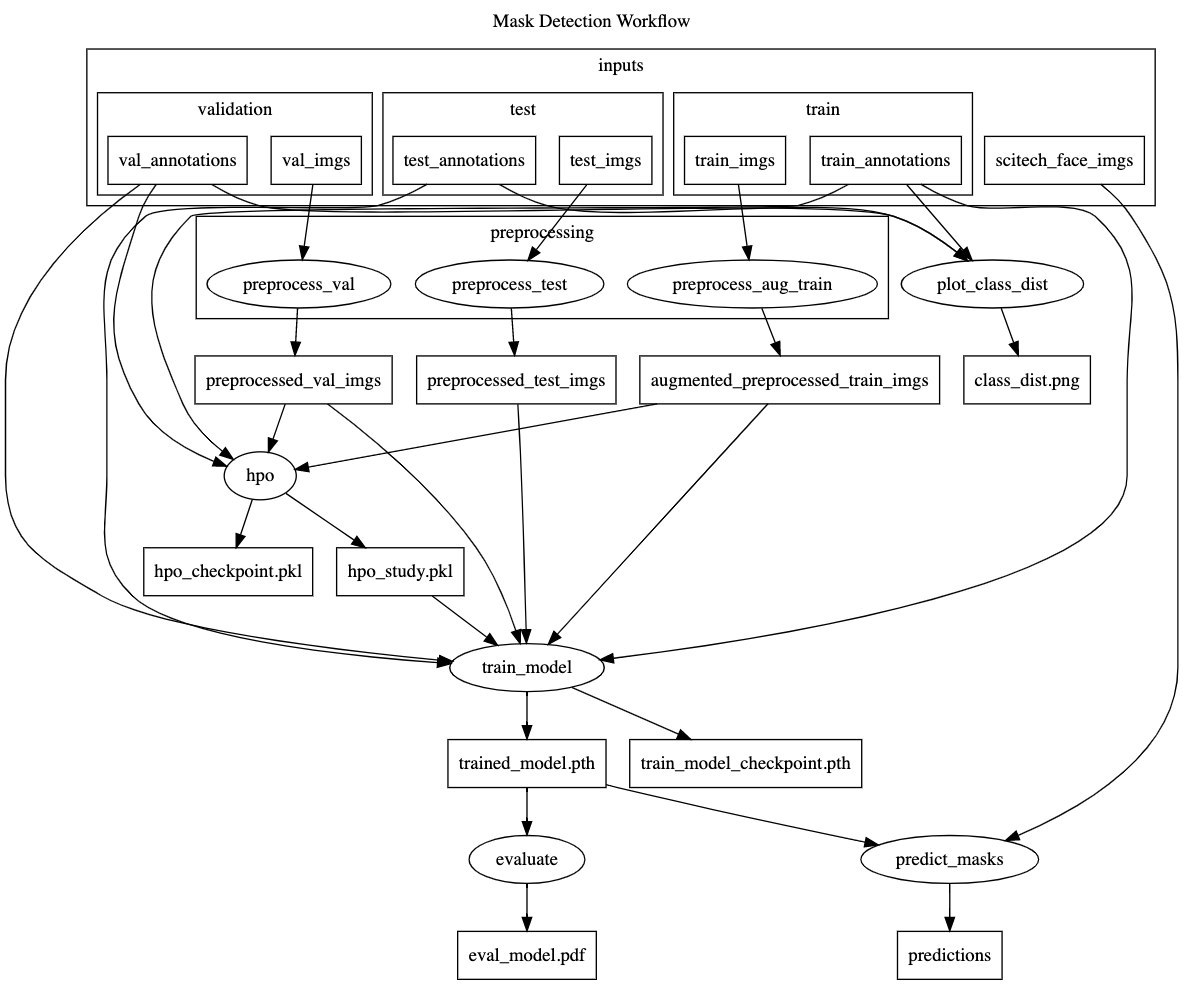 Mask Detection Workflow
inputs
validation
test
train
val_annotations
val_imgs
test_annotations
test_imgs
train_imgs
train_annotations
scitech_face_imgs
preprocessing
preprocess_val
preprocess_test
preprocess_aug_train
plot_class_dist
preprocessed_val_imgs
preprocessed_test_imgs
augmented_preprocessed_train_imgs
class_dist.png
hpo
hpo_checkpoint.pkl
hpo_study.pkl
train_model
trained_model.pth
train_model_checkpoint.pth
evaluate
predict_masks
eval_model.pdf
predictions